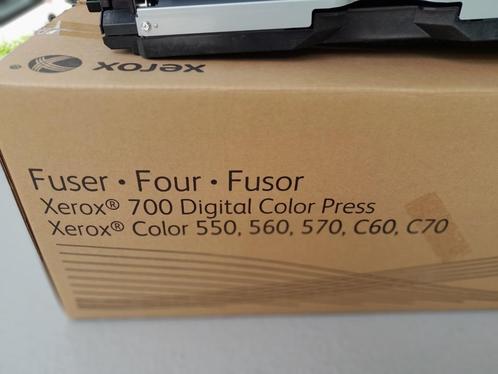 xerox
Fuser • Four • Fusor
Xerox® 700 Digital Color Press
Xerox® Color 550, 560, 570, C60, C70